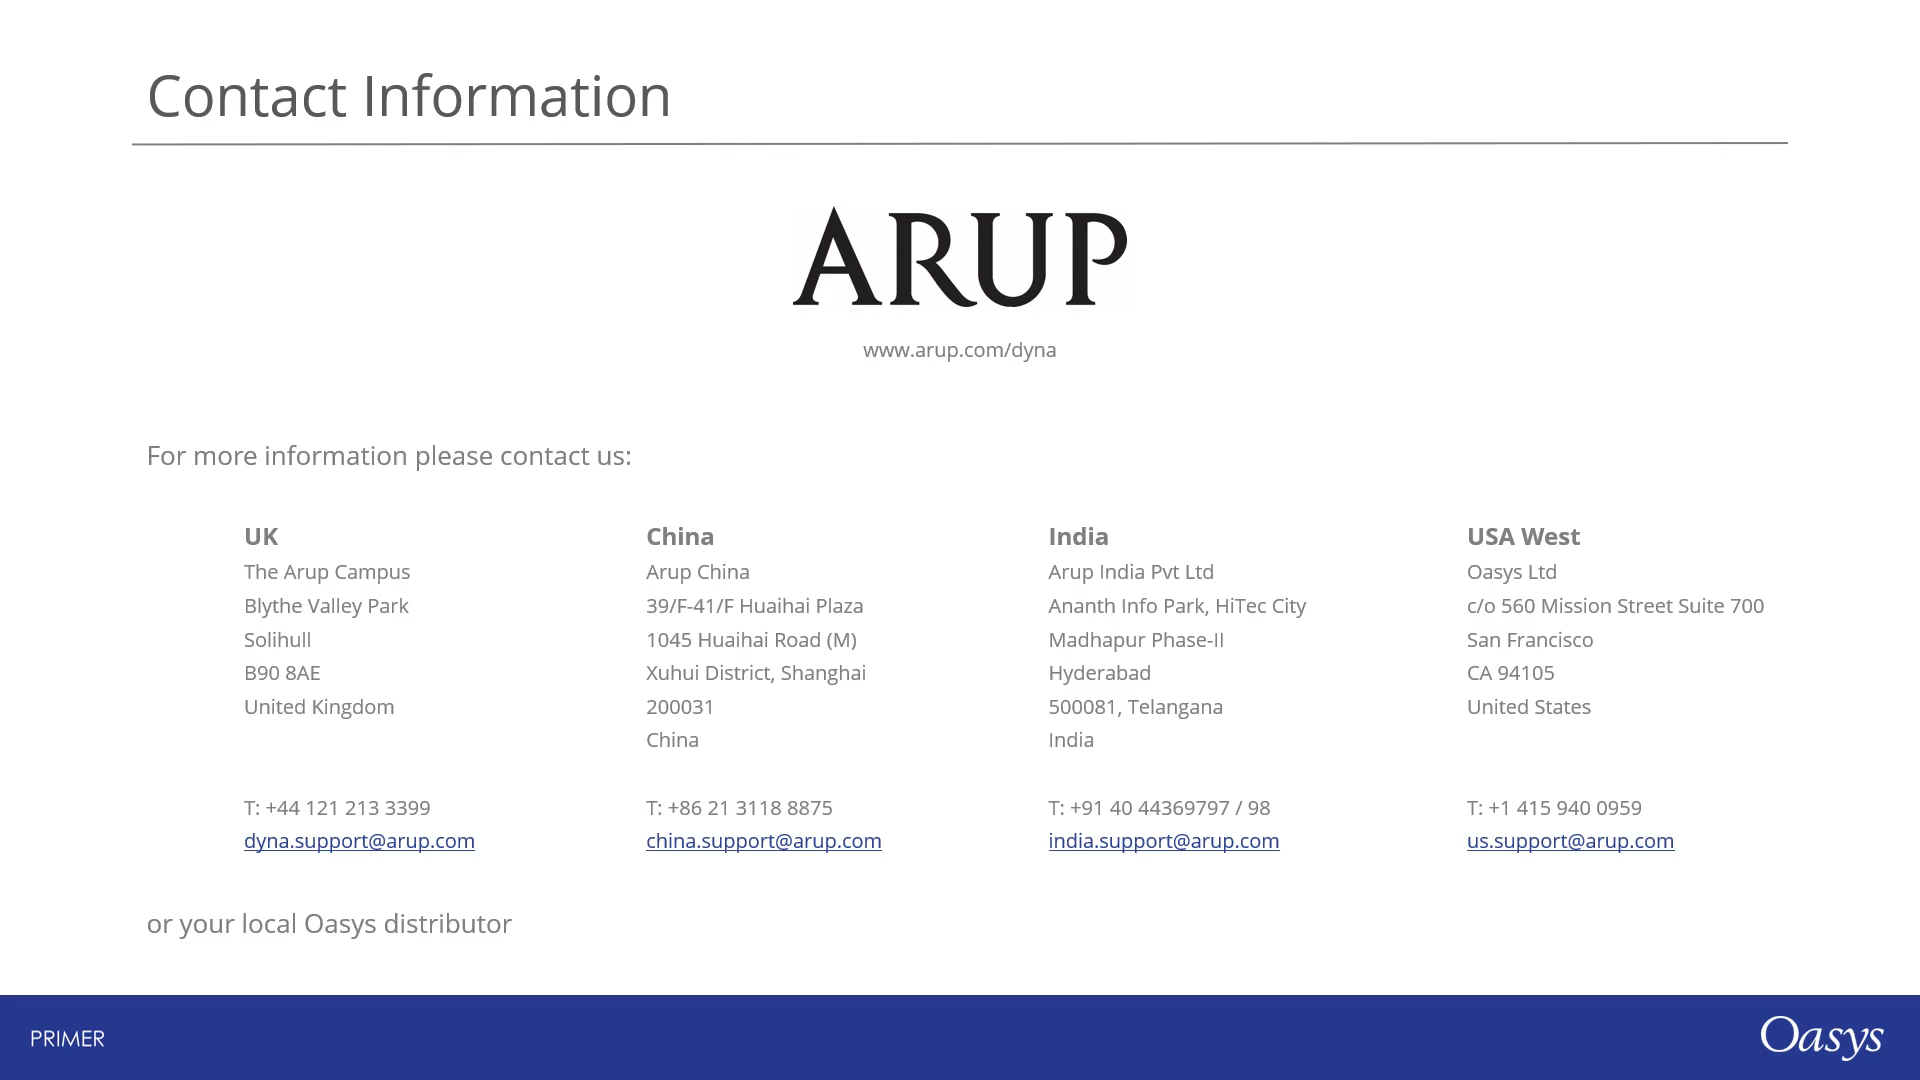 Contact Information
ARUP
www.arup.com/dyna
For more information please contact us:
UK
The Arup Campus
Blythe Valley Park
Solihull
B90 8AE
United Kingdom
T: +44 121 213 3399
dyna.support@arup.com
China
Arup China
39/F-41/F Huaihai Plaza
1045 Huaihai Road (M)
Xuhui District, Shanghai
200031
China
T: +86 21 3118 8875
china.support@arup.com
India
Arup India Pvt Ltd
Ananth Info Park, HiTec City
Madhapur Phase-II
Hyderabad
500081, Telangana
India
T: +91 40 44369797 / 98
india.support@arup.com
USA West
Oasys Ltd
c/o 560 Mission Street Suite 700
San Francisco
CA 94105
United States
T: +1 415 940 0959
us.support@arup.com
or your local Oasys distributor
PRIMER
Oasys